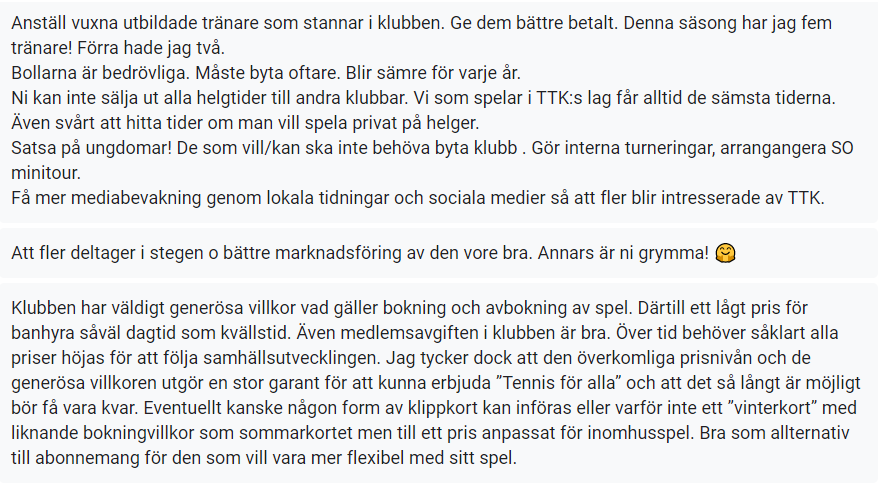 Anställ vuxna utbildade tränare som stannar i klubben. Ge dem bättre betalt. Denna säsong har jag fem
tränare! Förra hade jag två.
Bollarna är bedrövliga. Måste byta oftare. Blir sämre för varje år.
Ni kan inte sälja ut alla helgtider till andra klubbar. Vi som spelar i TTK:s lag får alltid de sämsta tiderna.
Även svårt att hitta tider om man vill spela privat på helger.
Satsa på ungdomar! De som vill/kan ska inte behöva byta klubb . Gör interna turneringar, arrangangera SO
minitour.
Få mer mediabevakning genom lokala tidningar och sociala medier så att fler blir intresserade av TTK.
Att fler deltager i stegen o bättre marknadsföring av den vore bra. Annars är ni grymma! 🤗
Klubben har väldigt generösa villkor vad gäller bokning och avbokning av spel. Därtill ett lågt pris för
banhyra såväl dagtid som kvällstid. Även medlemsavgiften i klubben är bra. Över tid behöver såklart alla
priser höjas för att följa samhällsutvecklingen. Jag tycker dock att den överkomliga prisnivån och de
generösa villkoren utgör en stor garant för att kunna erbjuda ”Tennis för alla” och att det så långt är möjligt
bör få vara kvar. Eventuellt kanske någon form av klippkort kan införas eller varför inte ett ”vinterkort” med
liknande bokningvillkor som sommarkortet men till ett pris anpassat för inomhusspel. Bra som allternativ
till abonnemang för den som vill vara mer flexibel med sitt spel.